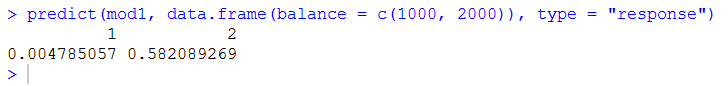 > predict(mod1, data.frame(balance = c(1000, 2000)), type = "response")
1 2
0.004785057 0.582089269
>